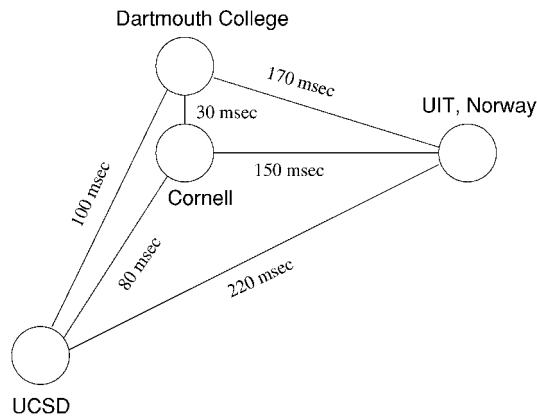 Dartmouth College
170 msec
UIT, Norway
30 msec
150 msec
Cornell
100 msec
80 msec
220 msec
UCSD